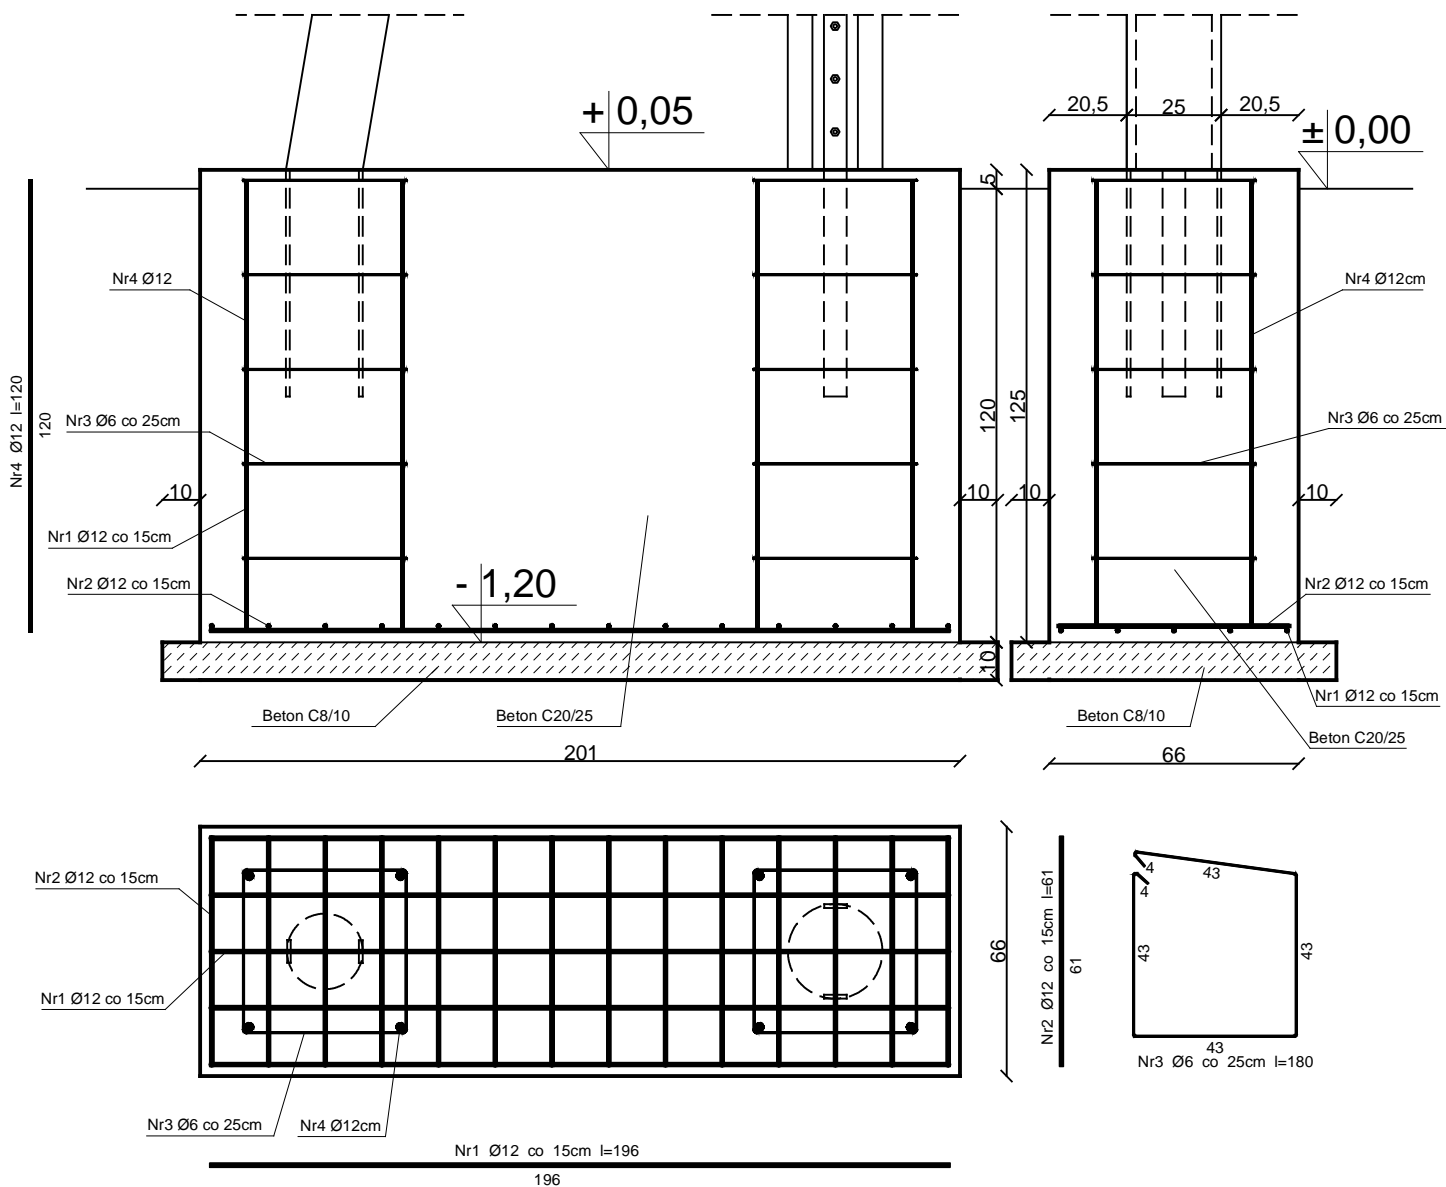 20,5
25
20,5
+ 0,05
± 0,00
5
Nr4 Ø12
Nr4 Ø12cm
Nr4 Ø12 l=120
120
120
125
Nr3 Ø6 co 25cm
Nr3 Ø6 co 25cm
10
10
10
10
Nr1 Ø12 co 15cm
Nr2 Ø12 co 15cm
- 1,20
Nr2 Ø12 co 15cm
10
Nr1 Ø12 co 15cm
Beton C8/10
Beton C20/25
Beton C8/10
Beton C20/25
201
66
Nr2 Ø12 co 15cm
Nr1 Ø12 co 15cm
66
Nr2 Ø12 co 15cm l=61
61
4
4
43
43
43
43
Nr3 Ø6 co 25cm l=180
Nr3 Ø6 co 25cm
Nr4 Ø12cm
Nr1 Ø12 co 15cm l=196
196